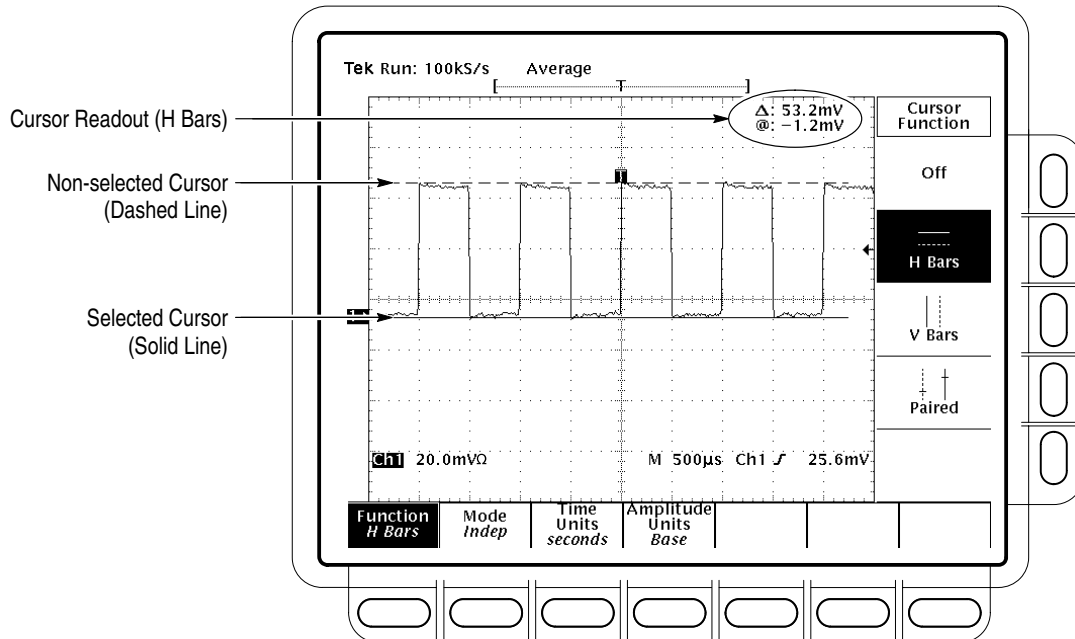 Tek Run: 100kS/s Average
[ T ]
Cursor Readout (H Bars)
Δ: 53.2mV
@: −1.2mV
Cursor
Function
Non-selected Cursor
(Dashed Line)
Off
H Bars
Selected Cursor
(Solid Line)
V Bars
Paired
Ch1 20.0mVΩ M 500µs Ch1 25.6mV
Function
H Bars
Mode
Indep
Time
Units
seconds
Amplitude
Units
Base